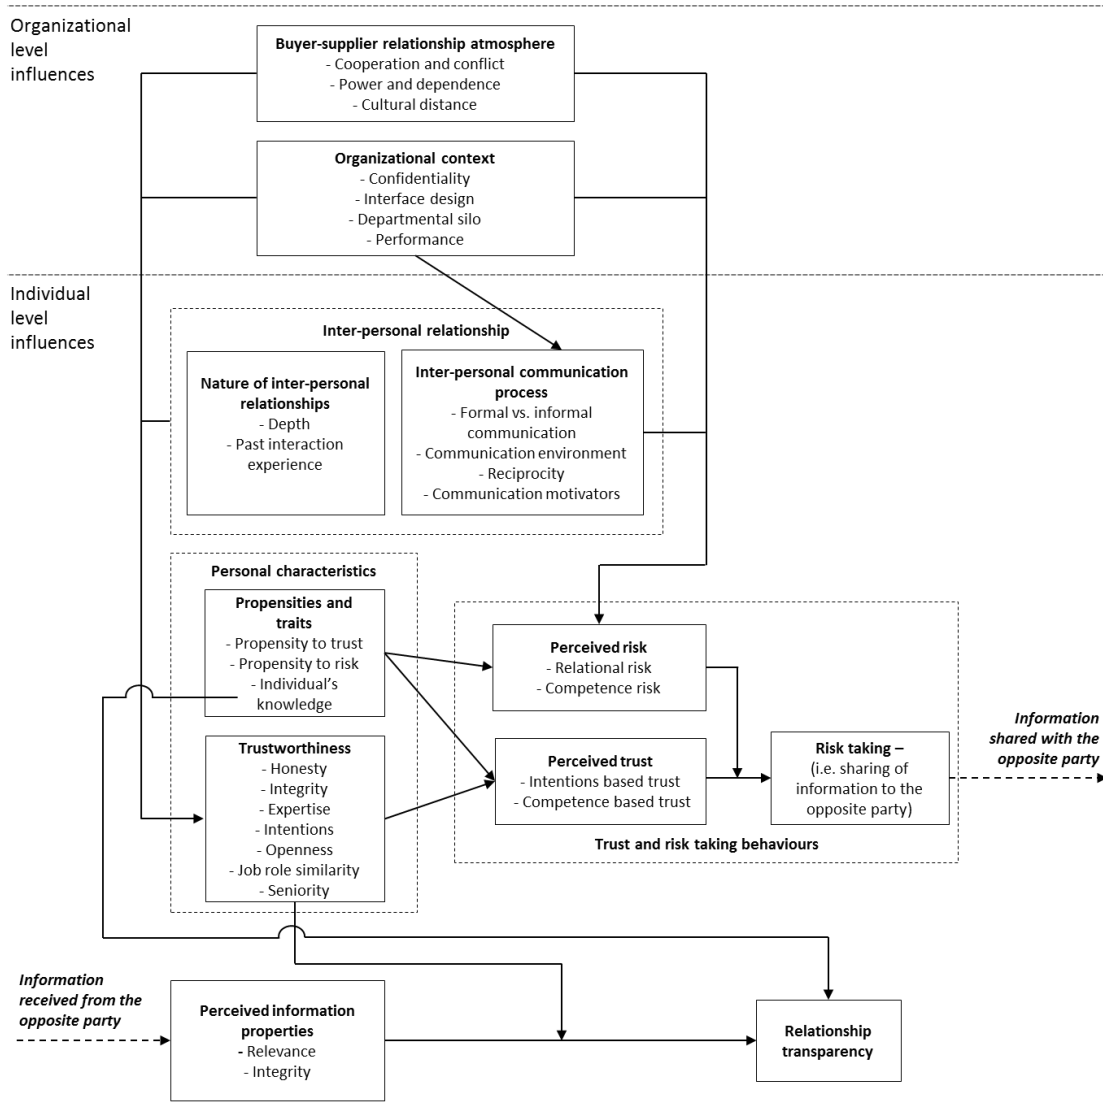 Organizational
level
influences
Buyer-supplier relationship atmosphere
- Cooperation and conflict
- Power and dependence
- Cultural distance
Organizational context
- Confidentiality
- Interface design
- Departmental silo
- Performance
Individual
level
influences
Inter-personal relationship
Nature of inter-personal
relationships
- Depth
- Past interaction
experience
Inter-personal communication
process
- Formal vs. informal
communication
- Communication environment
- Reciprocity
- Communication motivators
Personal characteristics
Propensities and
traits
- Propensity to trust
- Propensity to risk
- Individual's
knowledge
Trustworthiness
- Honesty
- Integrity
- Expertise
- Intentions
- Openness
- Job role similarity
- Seniority
Perceived risk
- Relational risk
- Competence risk
Perceived trust
- Intentions based trust
- Competence based trust
Risk taking –
(i.e. sharing of
information to the
opposite party)
Trust and risk taking behaviours
Information
shared with the
opposite party
Information
received from the
opposite party
Perceived information
properties
- Relevance
- Integrity
Relationship
transparency